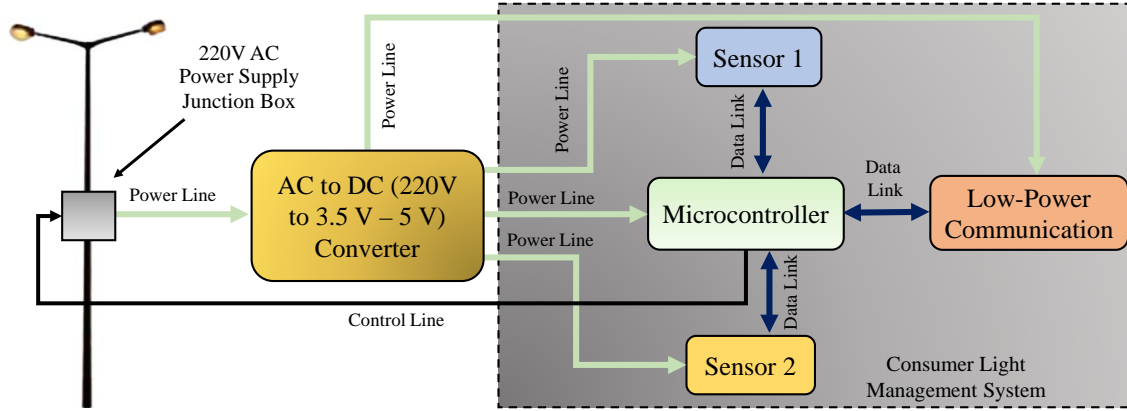 220V AC
Power Supply
Junction Box
Power Line
AC to DC (220V
to 3.5 V – 5 V)
Converter
Power Line
Power Line
Power Line
Power Line
Sensor 1
Data Link
Microcontroller
Data
Link
Low-Power
Communication
Data Link
Sensor 2
Control Line
Consumer Light
Management System